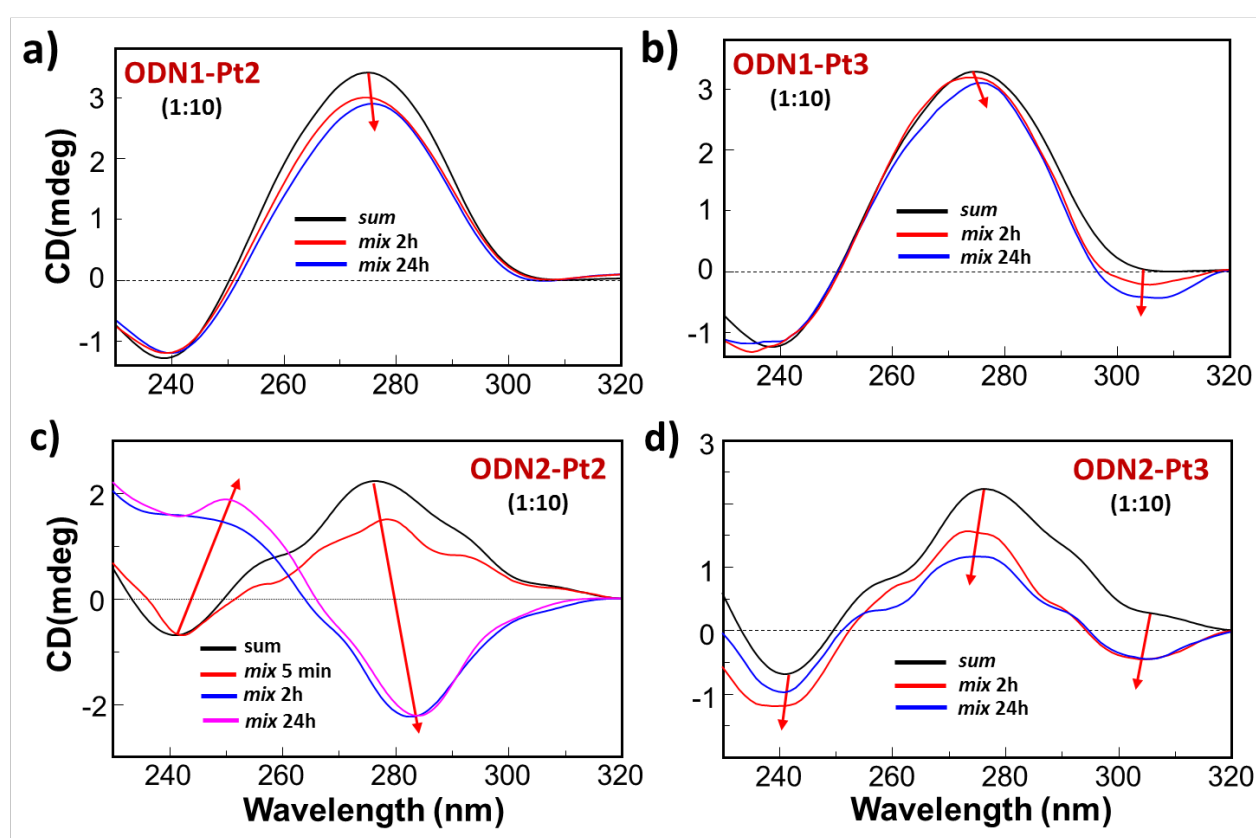 a)
ODN1-Pt2
(1:10)
CD(mdeg)
3
2
1
0
-1
sum
mix 2h
mix 24h
240 260 280 300 320
b)
ODN1-Pt3
(1:10)
3
2
1
0
-1
sum
mix 2h
mix 24h
240 260 280 300 320
c)
ODN2-Pt2
(1:10)
CD(mdeg)
2
0
-2
sum
mix 5 min
mix 2h
mix 24h
240 260 280 300 320
Wavelength (nm)
d)
ODN2-Pt3
(1:10)
3
2
1
0
-1
sum
mix 2h
mix 24h
240 260 280 300 320
Wavelength (nm)